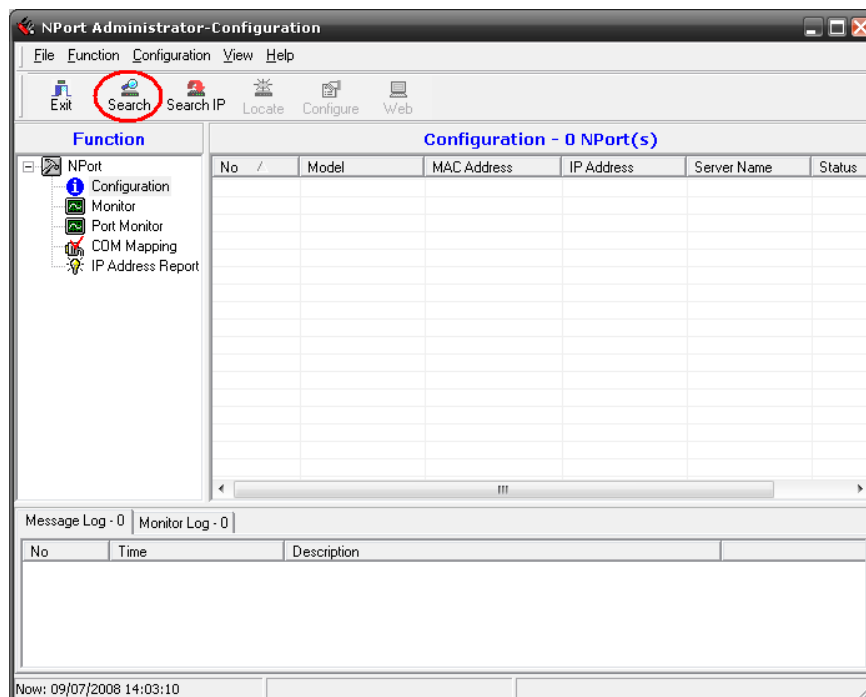 NPort Administrator-Configuration
File Function Configuration View Help
Exit Search Search IP Locate Configure Web
Function
Configuration - 0 NPort(s)
NPort
Configuration
Monitor
Port Monitor
COM Mapping
IP Address Report
No Model MAC Address IP Address Server Name Status
Message Log - 0 Monitor Log - 0
No Time Description
Now: 09/07/2008 14:03:10